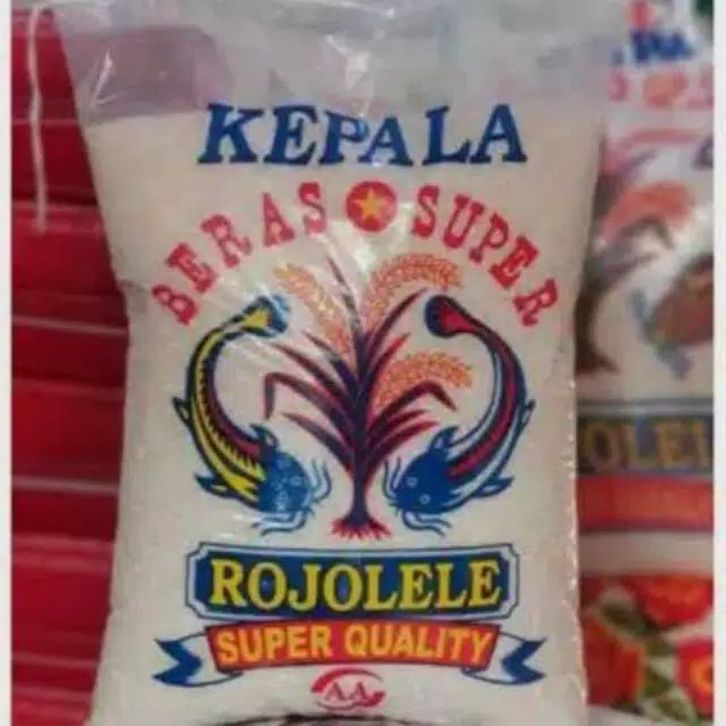 KEPALA
BERAS SUPER
ROJOLELE
SUPER QUALITY
A.A